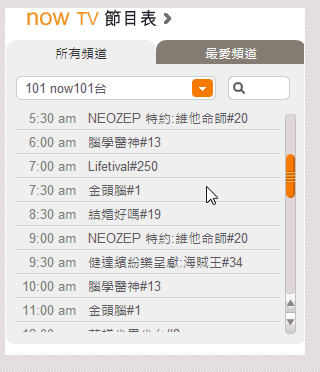 now TV 節目表
所有頻道
最愛頻道
101 now101台
5:30 am NEOZEP 特約:維他命師#20
6:00 am 腦學醫神#13
7:00 am Lifetival#250
7:30 am 金頭腦#1
8:30 am 結婚好嗎#19
9:00 am NEOZEP 特約:維他命師#20
9:30 am 健達繽紛樂呈獻:海賊王#34
10:00 am 腦學醫神#13
11:00 am 金頭腦#1